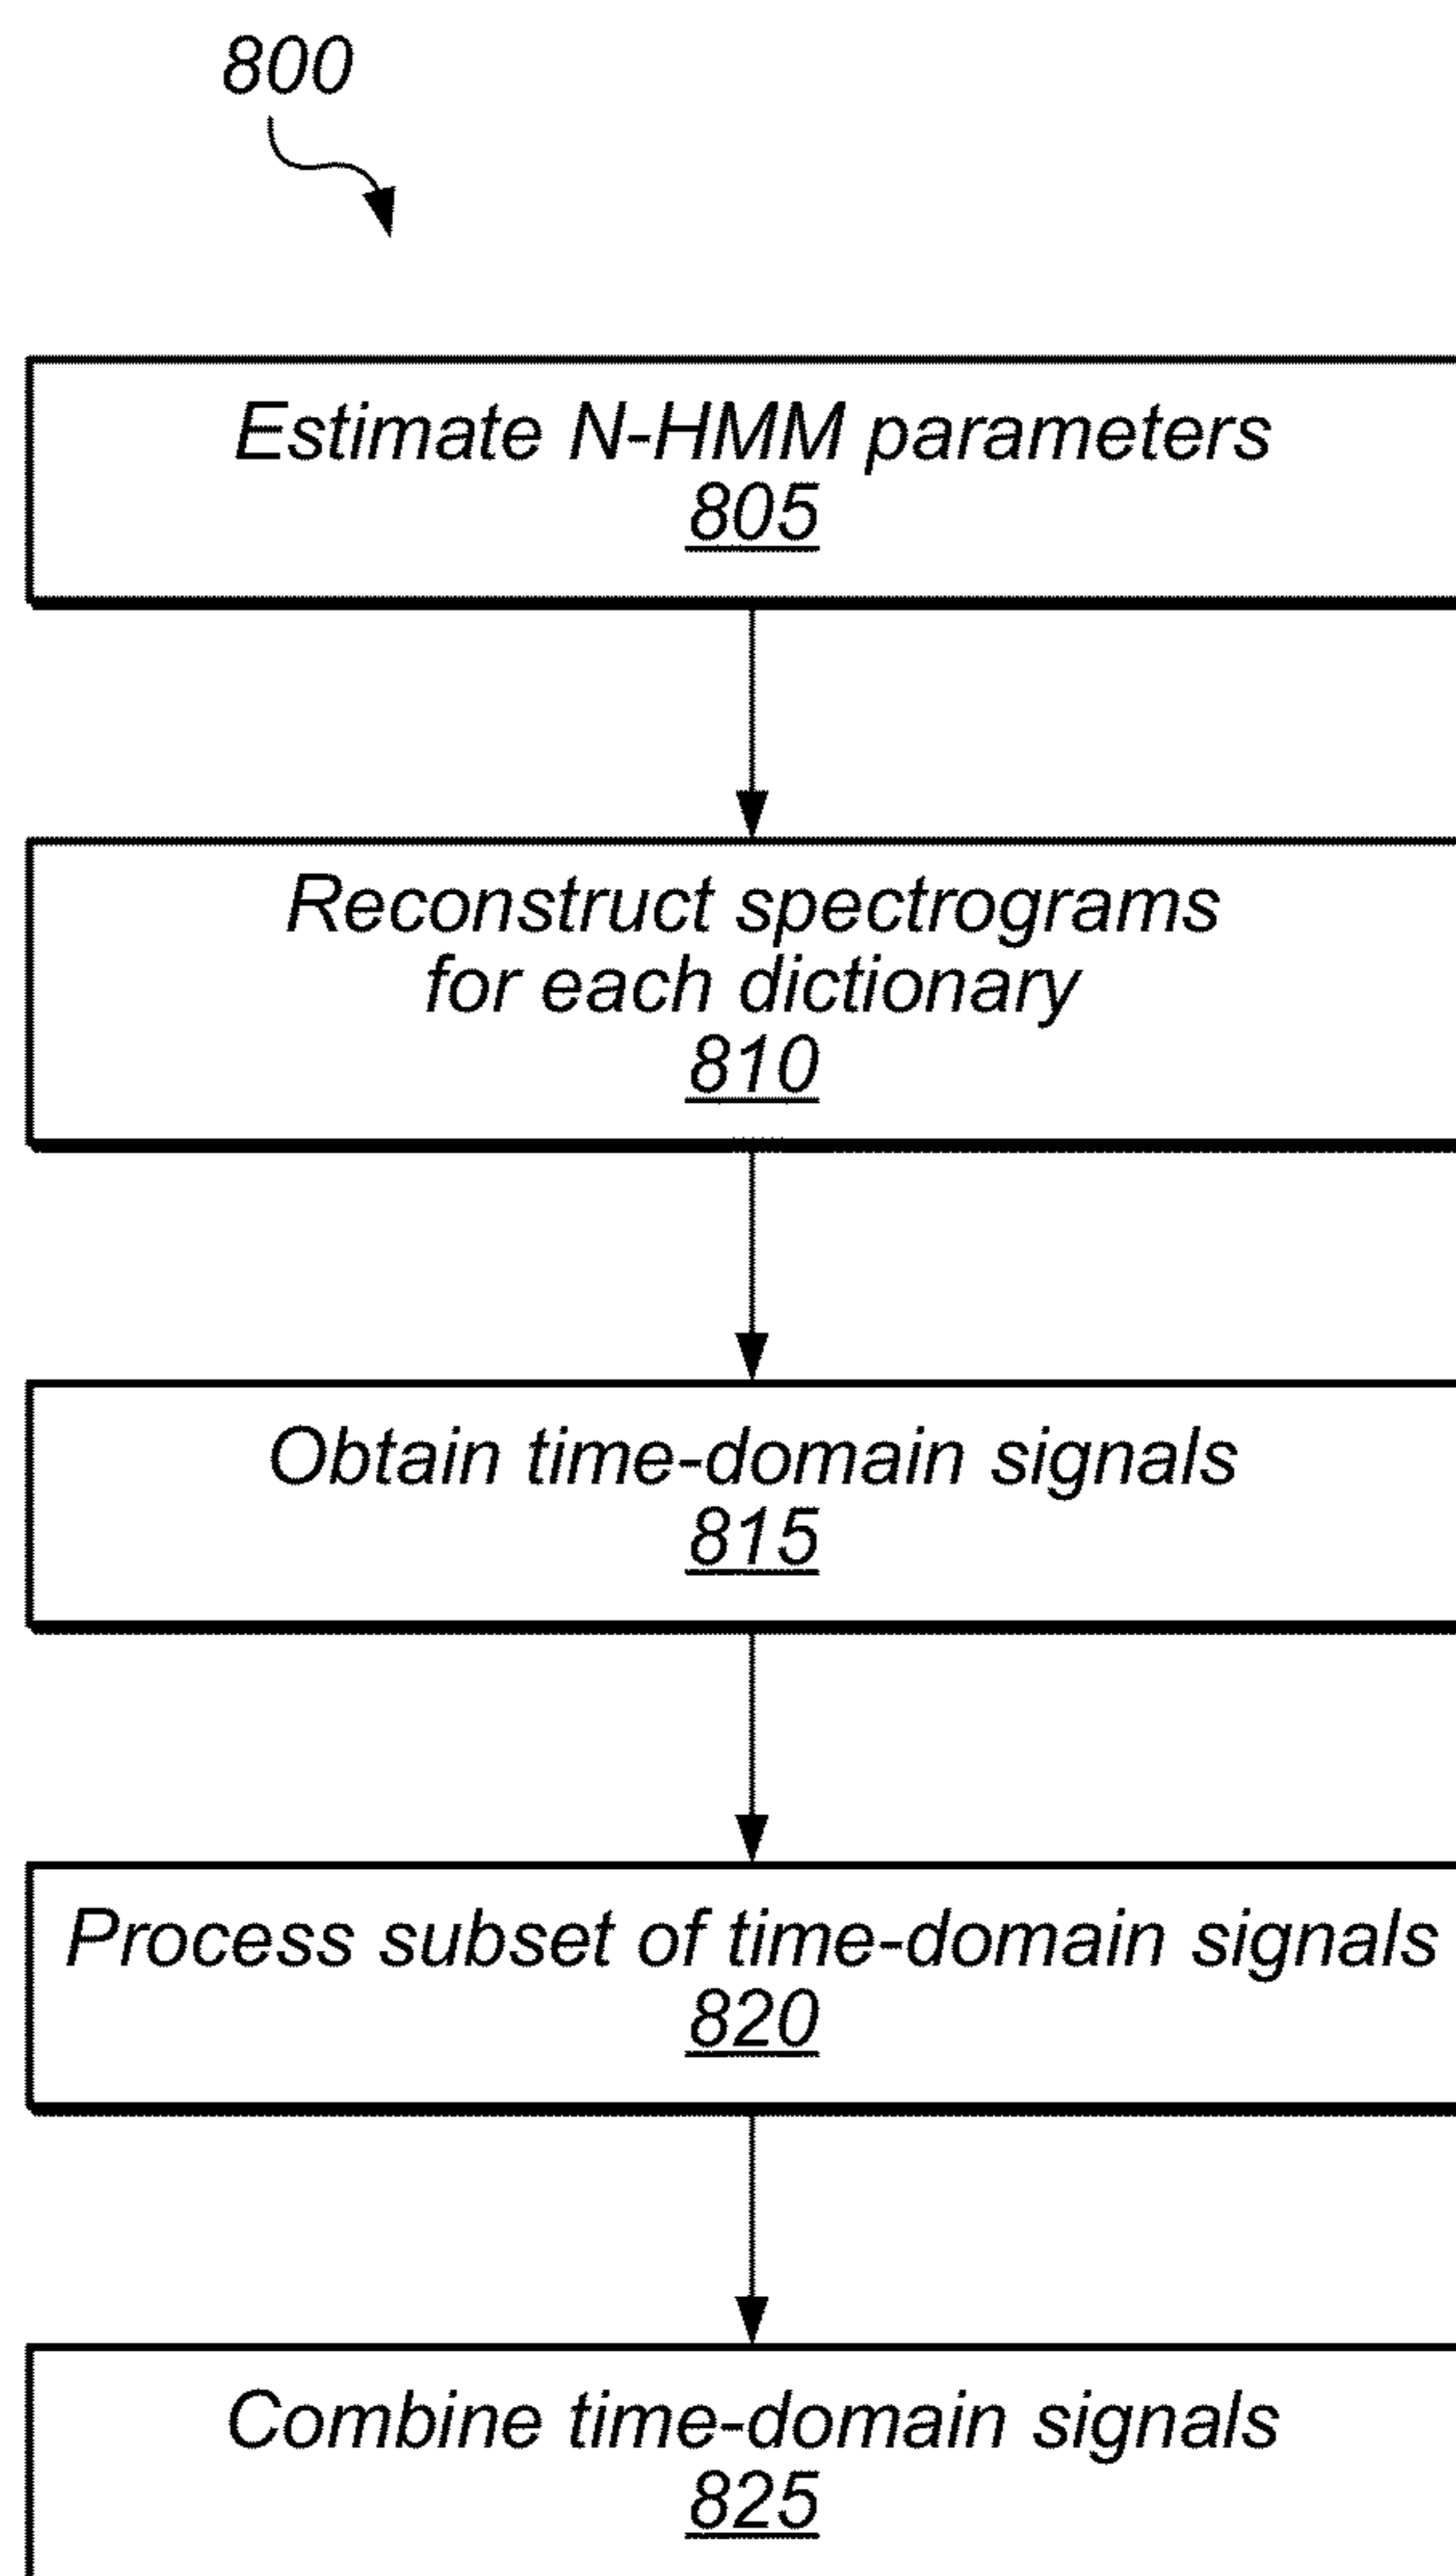 800
Estimate N-HMM parameters
805
Reconstruct spectrograms
for each dictionary
810
Obtain time-domain signals
815
Process subset of time-domain signals
820
Combine time-domain signals
825